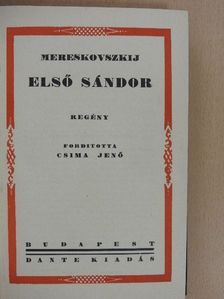 MERESKOVSZKIJ
ELSŐ SÁNDOR
REGÉNY
FORDITOTTA
CSIMA JENŐ
BUDAPEST
DANTE KIADÁS